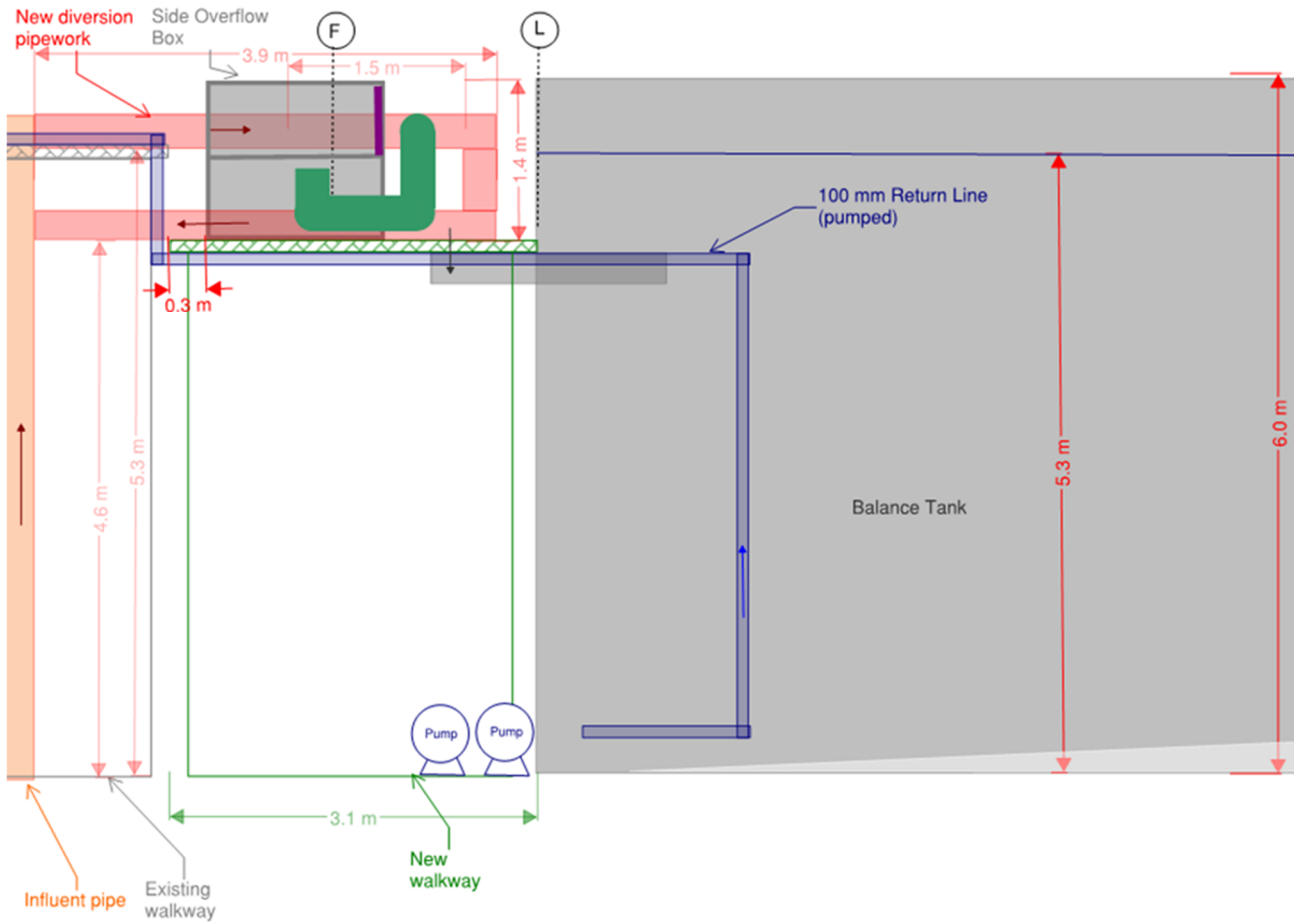 New diversion
pipework
Side Overflow
Box
F
L
3.9 m
1.5 m
1.4 m
100 mm Return Line
(pumped)
0.3 m
5.3 m
4.6 m
5.3 m
6.0 m
Balance Tank
Pump
Pump
3.1 m
New
walkway
Influent pipe
Existing
walkway